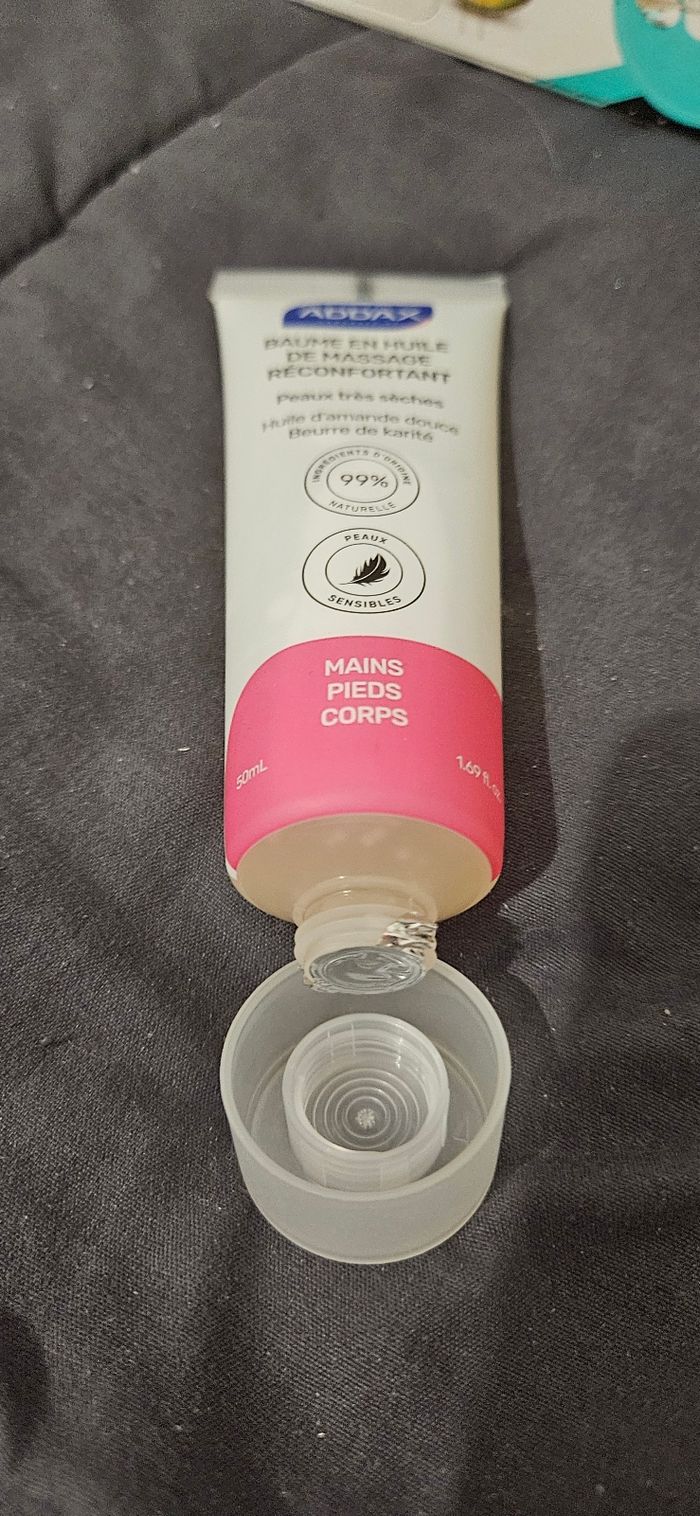 ADDAX
BAUME EN HUILE
DE MASSAGE
RÉCONFORTANT
Peaux très sèches
Huile d'amande douce
Beurre de karité
INGRÉDIENTS D'ORIGINE
99%
NATURELLE
PEAUX
SENSIBLES
MAINS
PIEDS
CORPS
50mL
1.69 fl. oz.